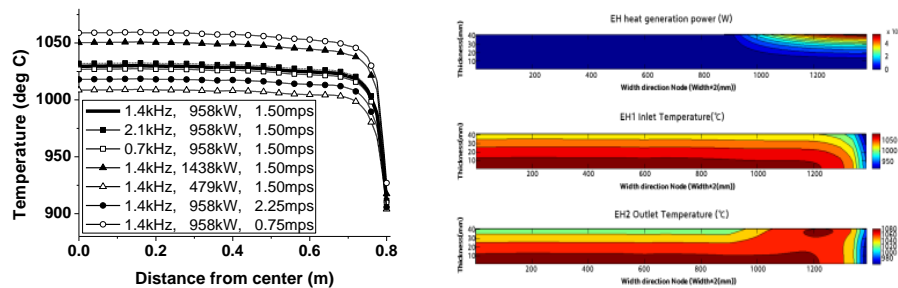 Temperature (deg C)
1050
1000
950
900
1.4kHz, 958kW, 1.50mps
2.1kHz, 958kW, 1.50mps
0.7kHz, 958kW, 1.50mps
1.4kHz, 1438kW, 1.50mps
1.4kHz, 479kW, 1.50mps
1.4kHz, 958kW, 2.25mps
1.4kHz, 958kW, 0.75mps
0.0 0.2 0.4 0.6 0.8
Distance from center (m)
EH heat generation power (W)
Thickness(mm)
40
30
20
10
200 400 600 800 1000 1200
Width direction Node (Width*2(mm))
x 10
4
2
0
EH1 Inlet Temperature(℃)
Thickness(mm)
40
30
20
10
200 400 600 800 1000 1200
Width direction Node (Width*2(mm))
1050
1000
950
EH2 Outlet Temperature (℃)
Thickness(mm)
40
30
20
10
200 400 600 800 1000 1200
Width direction Node (Width*2(mm))
1080
1060
1040
1020
1000
980